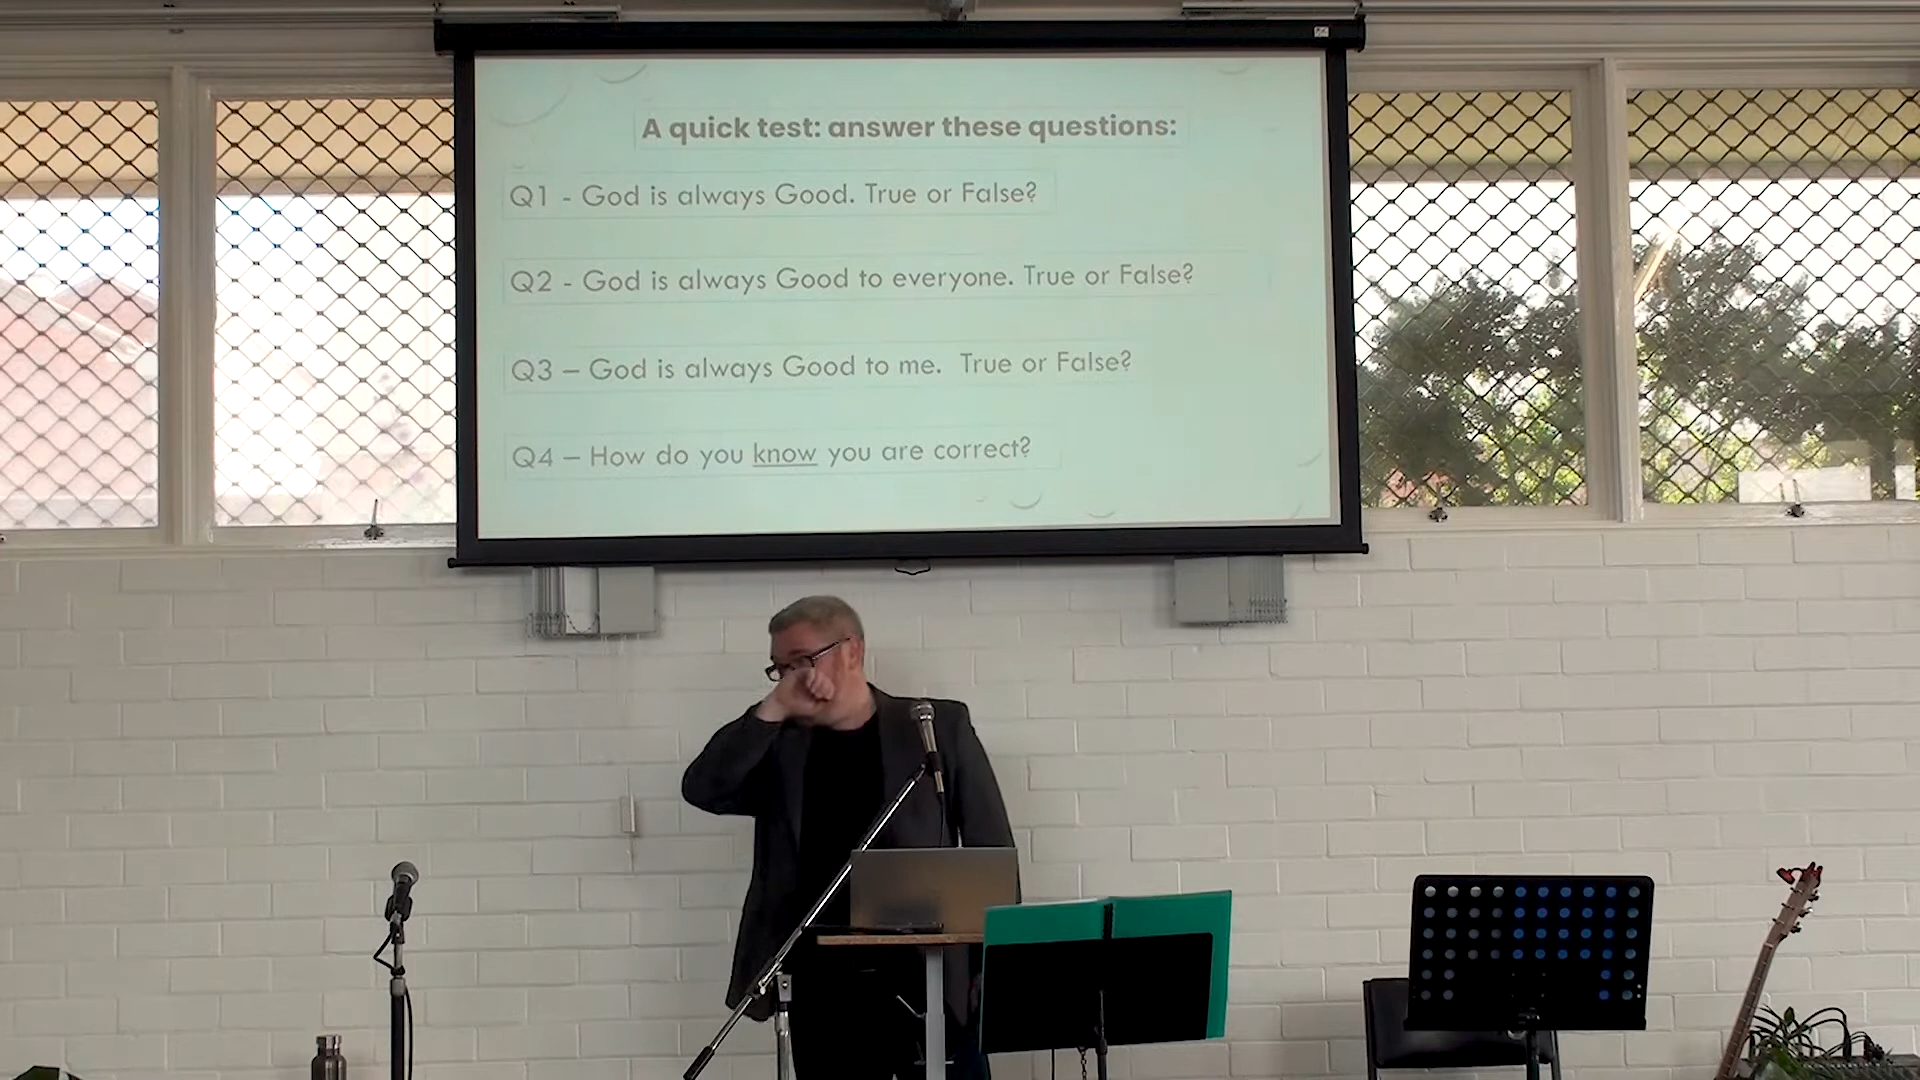 A quick test: answer these questions:
Q1 - God is always Good. True or False?
Q2 - God is always Good to everyone. True or False?
Q3 – God is always Good to me.  True or False?
Q4 – How do you know you are correct?